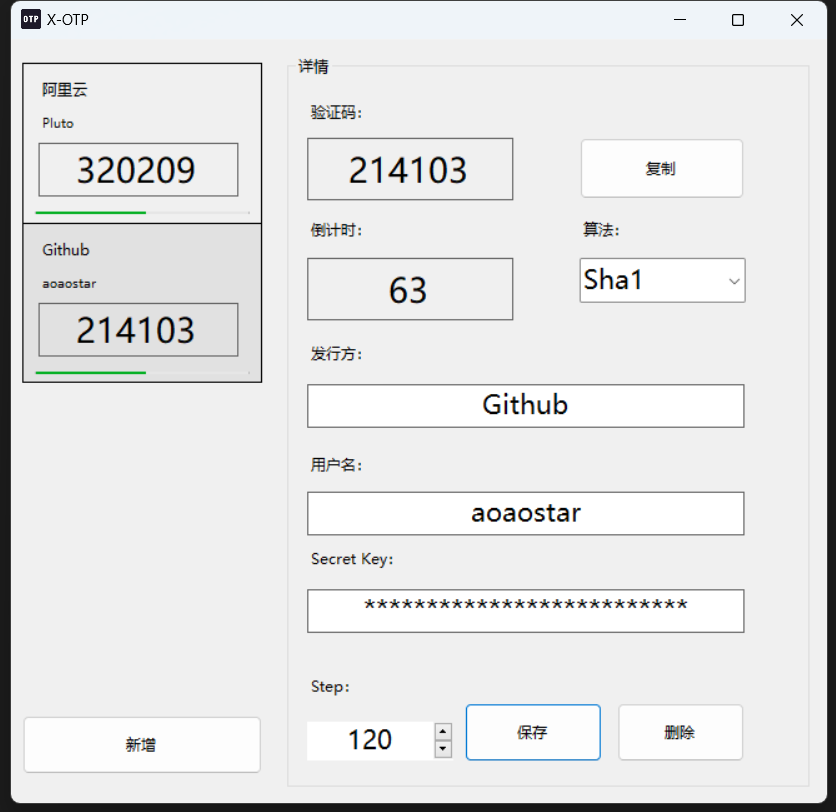 OTP X-OTP
阿里云
Pluto
320209
Github
aoaostar
214103
新增
详情
验证码：
214103
复制
倒计时：
算法：
63
Sha1
发行方：
Github
用户名：
aoaostar
Secret Key：
**************************
Step：
120
保存
删除